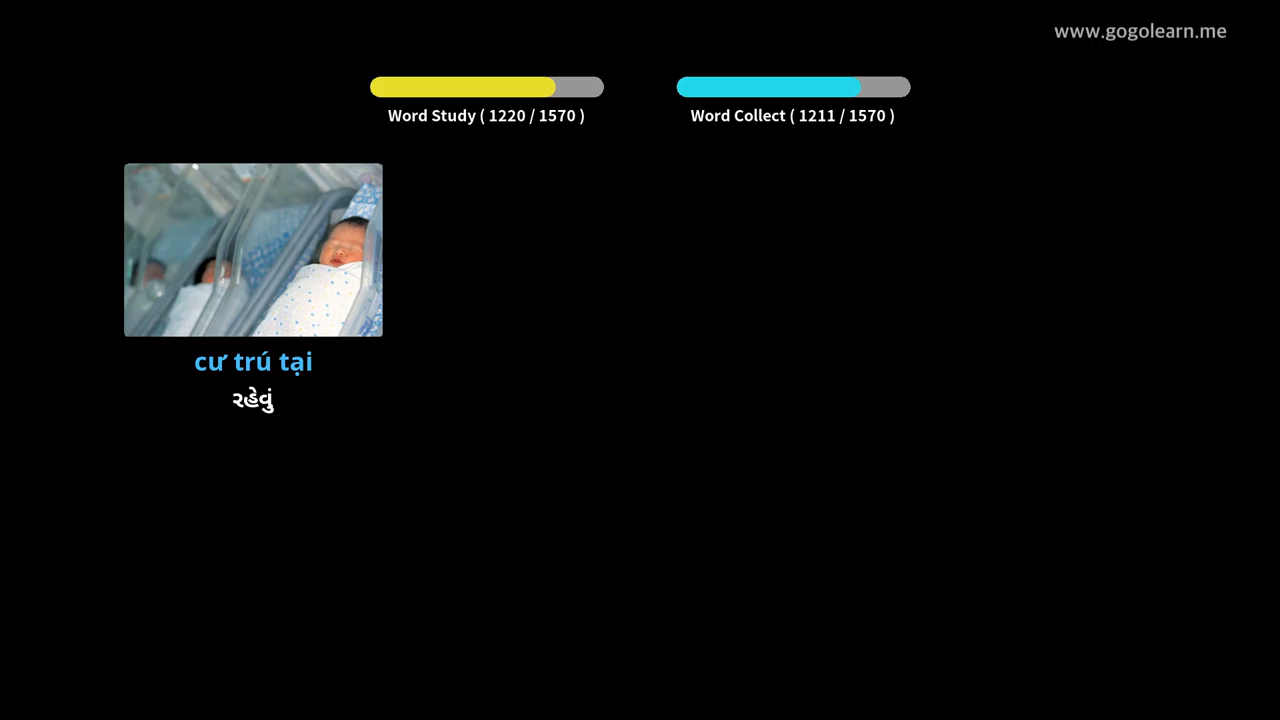 www.gogolearn.me
Word Study ( 1220 / 1570 )
Word Collect ( 1211 / 1570 )
cư trú tại
રહેવું